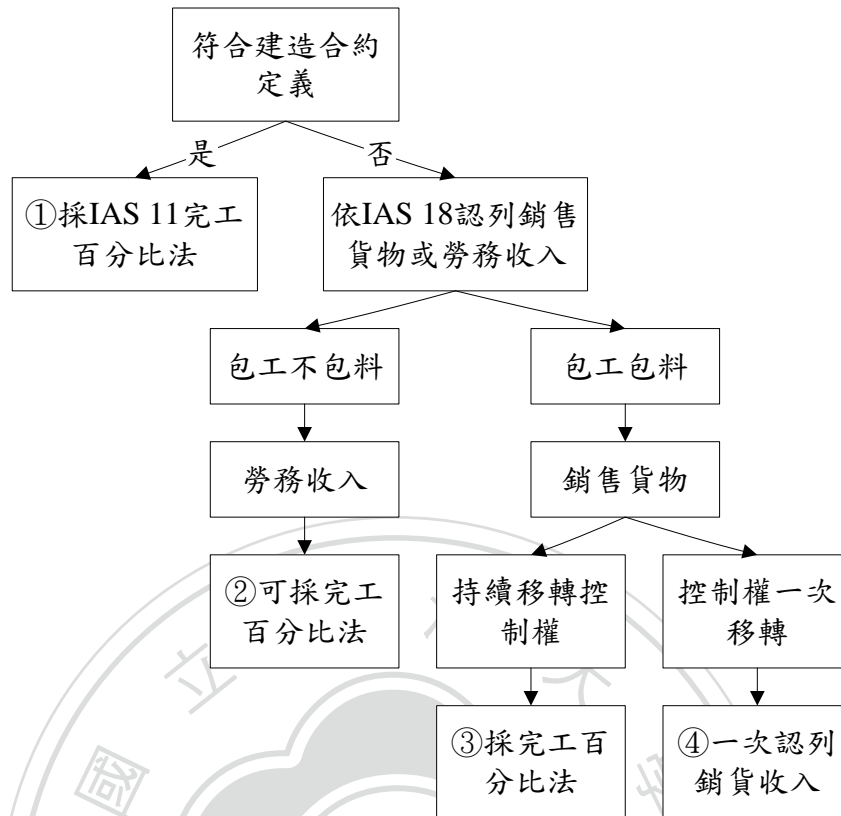 符合建造合約
定義
是
否
①採IAS 11完工
百分比法
依IAS 18認列銷售
貨物或勞務收入
包工不包料
包工包料
勞務收入
銷售貨物
②可採完工
百分比法
持續移轉控
制權
控制權一次
移轉
③採完工百
分比法
④一次認列
銷貨收入
國
立